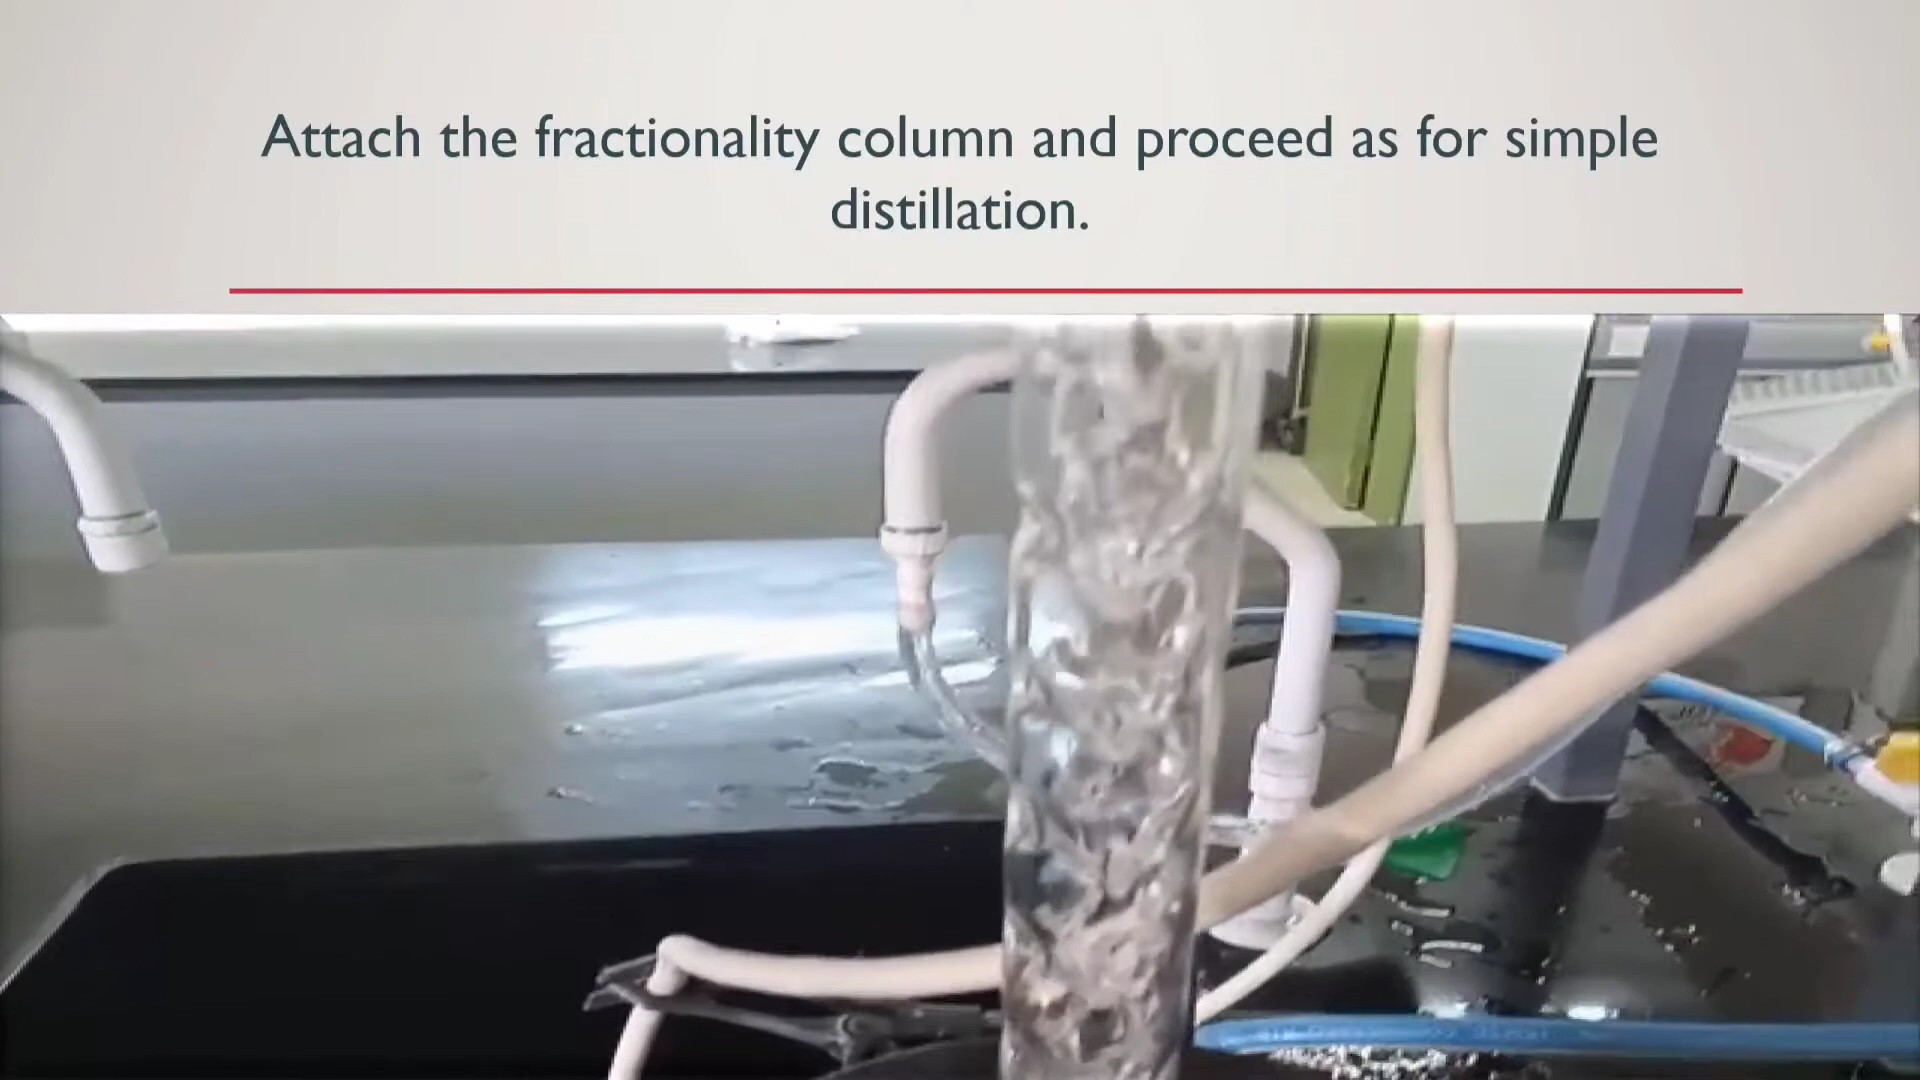 Attach the fractionality column and proceed as for simple
distillation.